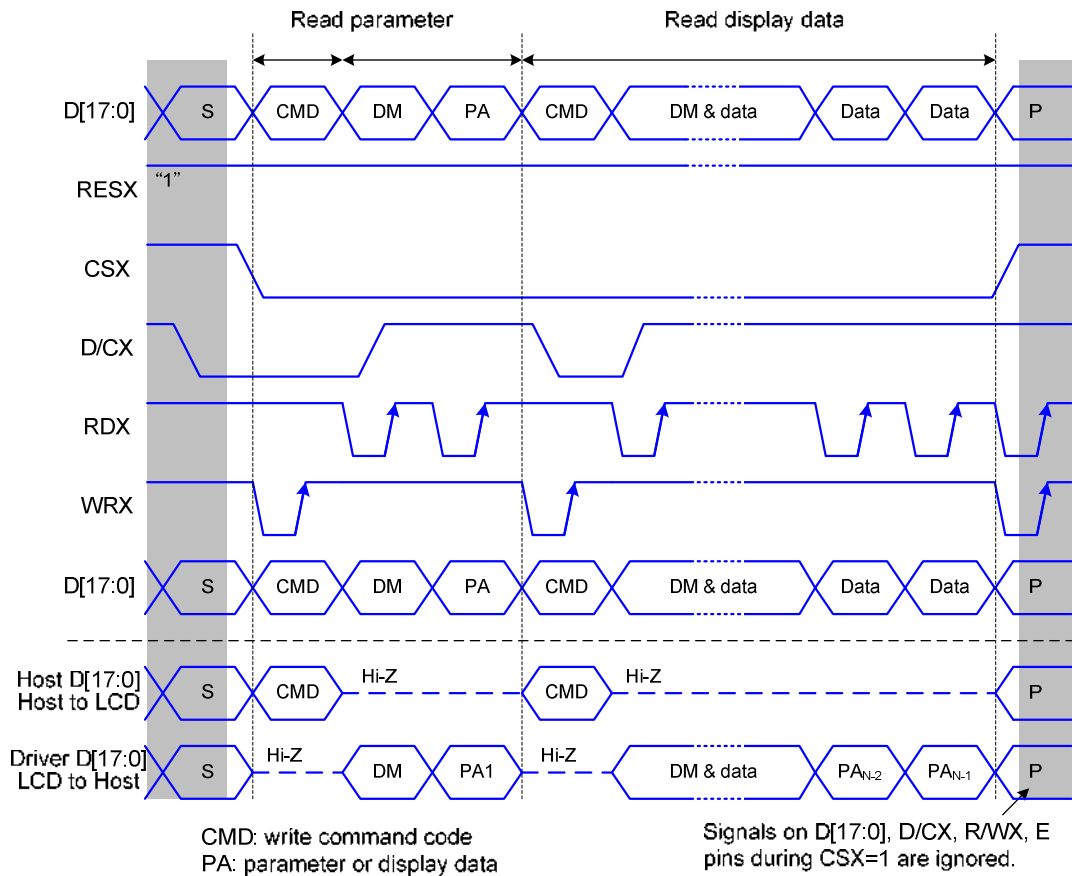 Read parameter Read display data
D[17:0] S CMD DM PA CMD DM & data Data Data P
RESX "1"
CSX
D/CX
RDX
WRX
D[17:0] S CMD DM PA CMD DM & data Data Data P
Host D[17:0]
Host to LCD
S CMD Hi-Z CMD Hi-Z P
Driver D[17:0]
LCD to Host
S Hi-Z DM PA1 Hi-Z DM & data PAN-2 PAN-1 P
CMD: write command code
PA: parameter or display data
Signals on D[17:0], D/CX, R/WX, E
pins during CSX=1 are ignored.